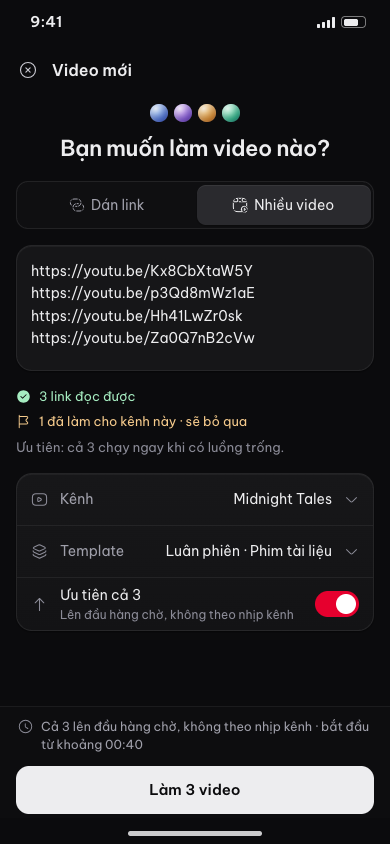 9:41
Video mới
Bạn muốn làm video nào?
Dán link
Nhiều video
https://youtu.be/Kx8CbXtaW5Y
https://youtu.be/p3Qd8mWz1aE
https://youtu.be/Hh41LwZr0sk
https://youtu.be/Za0Q7nB2cVw
3 link đọc được
1 đã làm cho kênh này · sẽ bỏ qua
Ưu tiên: cả 3 chạy ngay khi có luồng trống.
Kênh
Midnight Tales
Template
Luân phiên · Phim tài liệu
Ưu tiên cả 3
Lên đầu hàng chờ, không theo nhịp kênh
Cả 3 lên đầu hàng chờ, không theo nhịp kênh · bắt đầu
từ khoảng 00:40
Làm 3 video